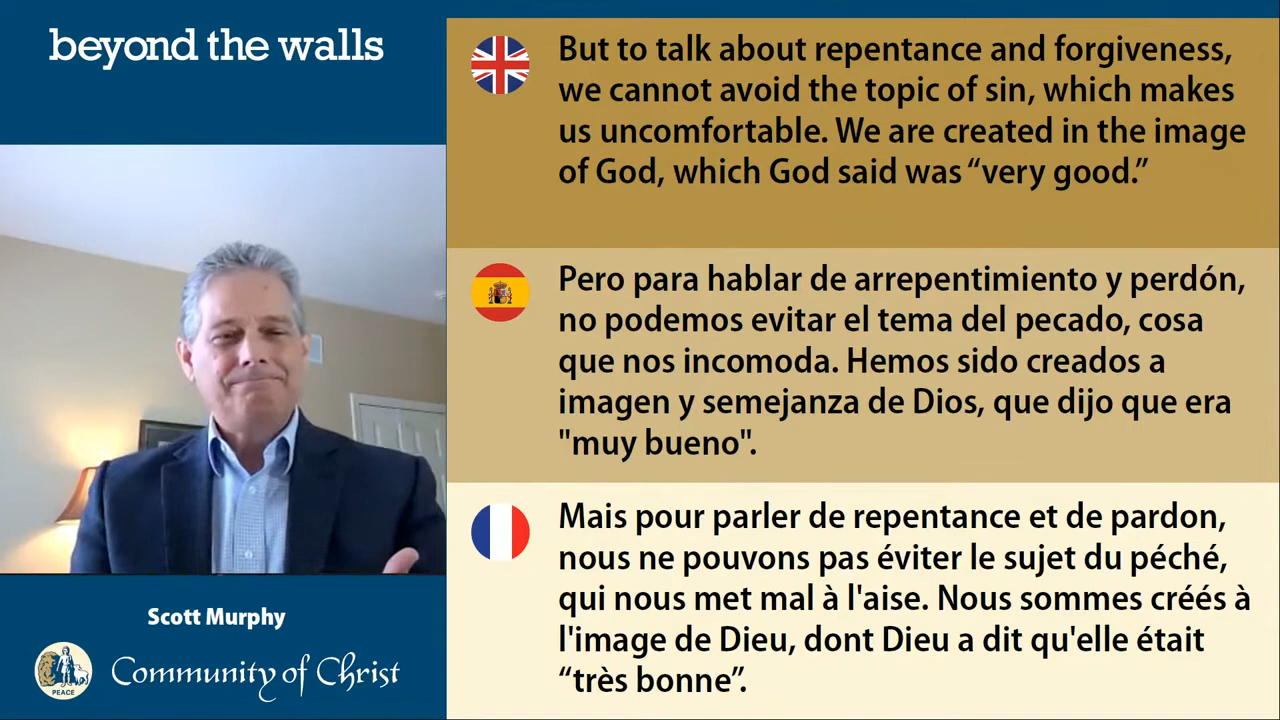 beyond the walls
But to talk about repentance and forgiveness,
we cannot avoid the topic of sin, which makes
us uncomfortable. We are created in the image
of God, which God said was “very good.”
Pero para hablar de arrepentimiento y perdón,
no podemos evitar el tema del pecado, cosa
que nos incomoda. Hemos sido creados a
imagen y semejanza de Dios, que dijo que era
"muy bueno".
Mais pour parler de repentance et de pardon,
nous ne pouvons pas éviter le sujet du péché,
qui nous met mal à l'aise. Nous sommes créés à
l'image de Dieu, dont Dieu a dit qu'elle était
“très bonne”.
Scott Murphy
PEACE
Community of Christ